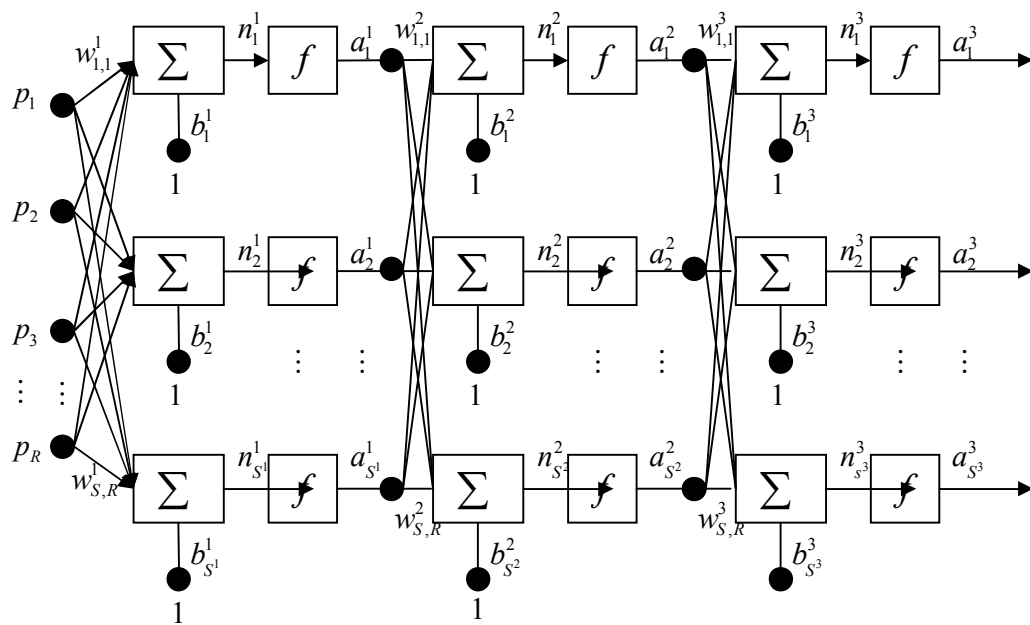 w^1_{1,1} Σ n^1_1 f a^1_1 w^2_{1,1} Σ n^2_1 f a^2_1 w^3_{1,1} Σ n^3_1 f a^3_1
p_1
b^1_1 b^2_1 b^3_1
1 1 1
p_2
Σ n^1_2 f a^1_2 Σ n^2_2 f a^2_2 Σ n^3_2 f a^3_2
p_3
b^1_2 b^2_2 b^3_2
⋮ ⋮ ⋮ ⋮ ⋮ ⋮
1 1 1
⋮ ⋮
p_R
w^1_{S,R} Σ n^1_{S^1} f a^1_{S^1} w^2_{S,R} Σ n^2_{S^2} f a^2_{S^2} w^3_{S,R} Σ n^3_{s^3} f a^3_{s^3}
b^1_{S^1} b^2_{S^2} b^3_{S^3}
1 1